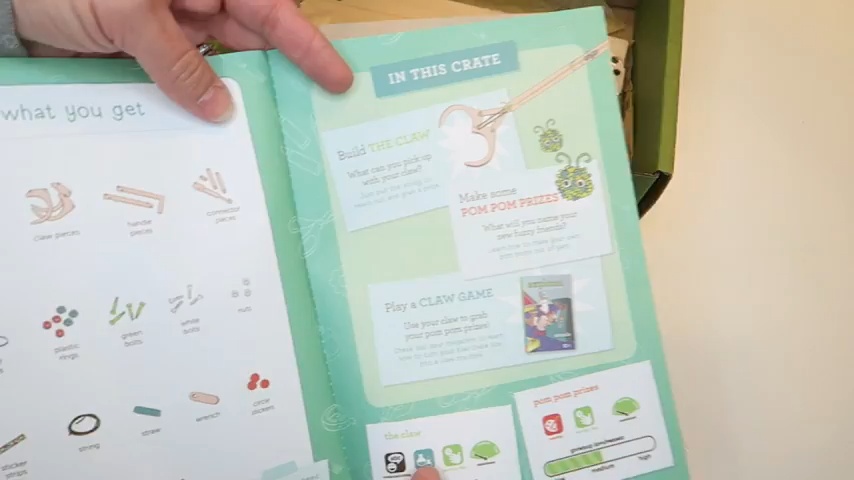 what you get
claw pieces
handle pieces
connector pieces
plastic rings
green bolts
white bolts
nuts
sticker strips
string
straw
wrench
circle stickers
IN THIS CRATE
Build THE CLAW
What can you pick up
with your claw?
Make some
POM POM PRIZES
What will you name your
new fuzzy friends?
Play a CLAW GAME
Use your claw to grab
your pom pom prizes!
the claw
pom pom prizes
medium
high